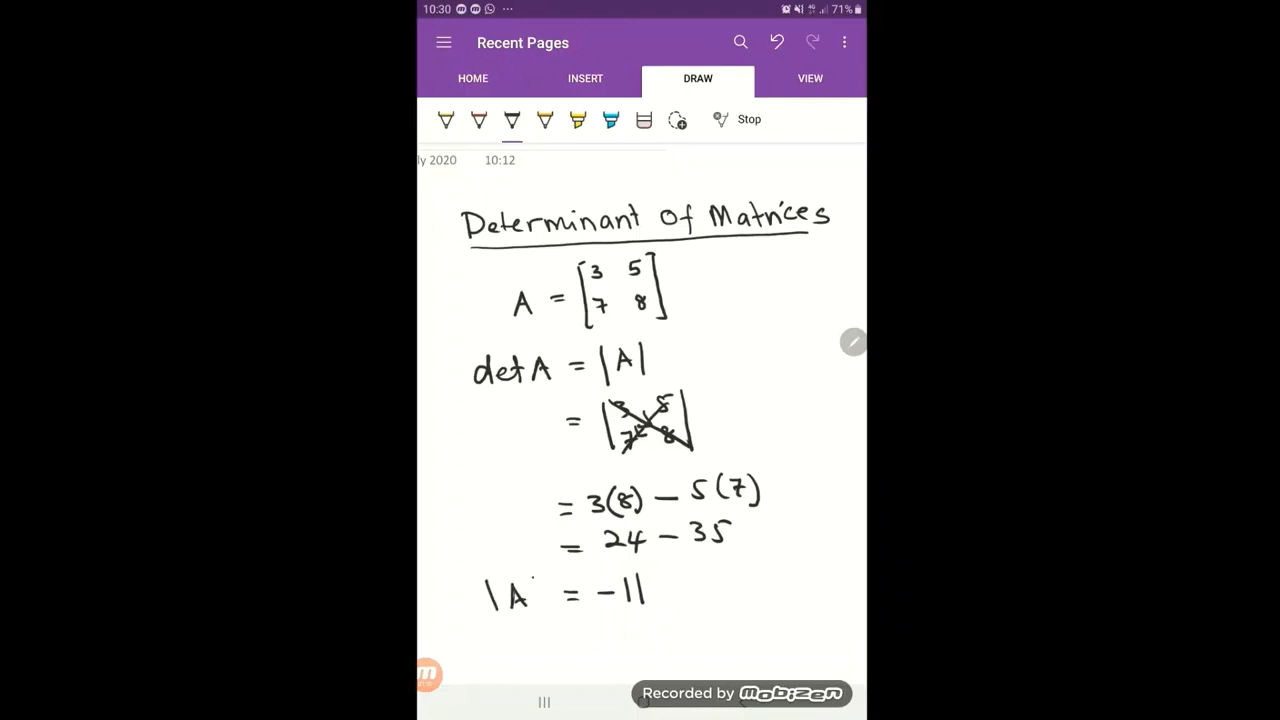 10:30 ... 4G 71%
Recent Pages
HOME INSERT DRAW VIEW
Stop
ly 2020 10:12
Determinant of Matrices
A = [3 5
7 8]
det A = |A|
= |3 5
7 8|
= 3(8) – 5(7)
= 24 – 35
|A = -11
Recorded by mobizen